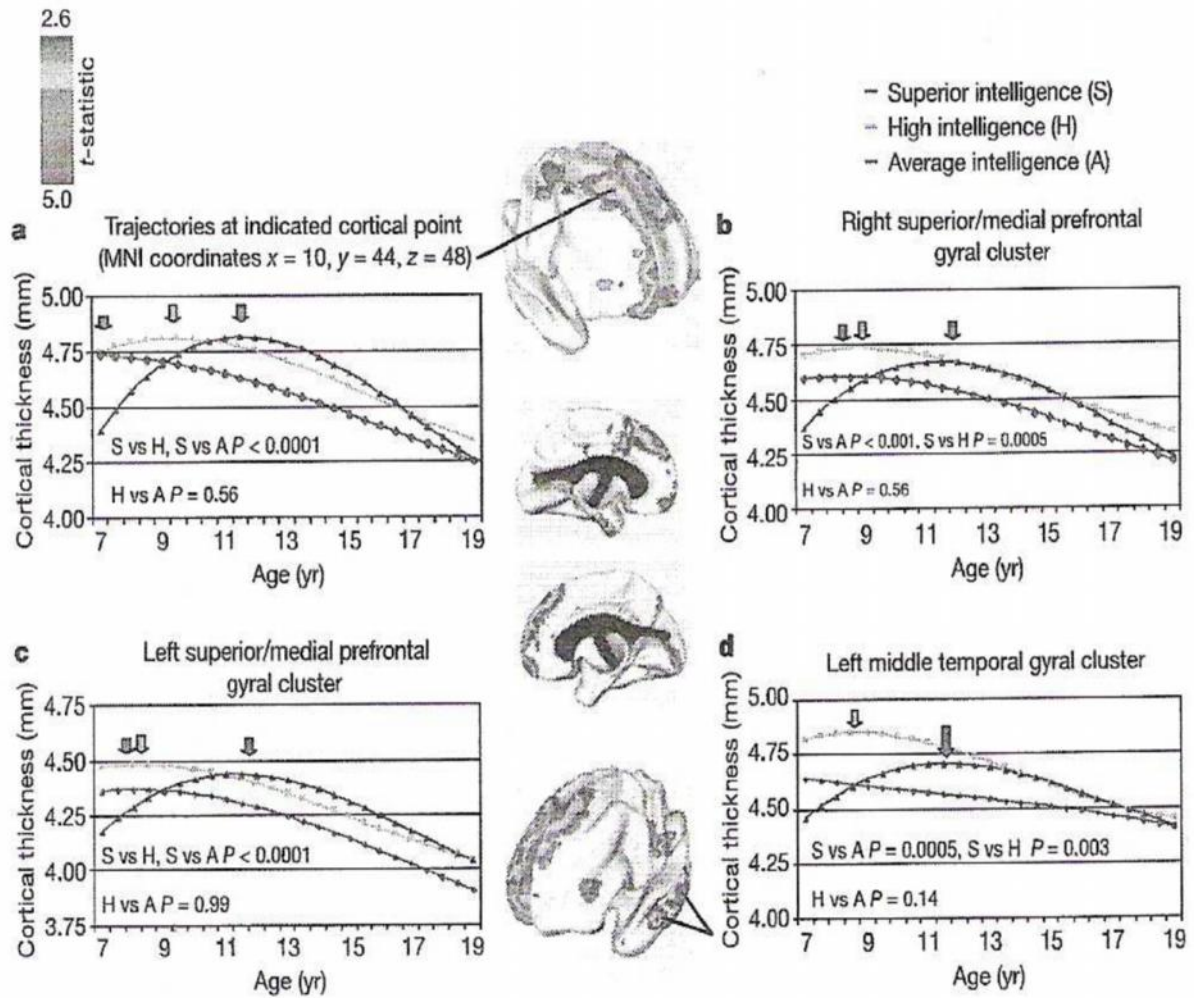 2.6
t-statistic
5.0
Superior intelligence (S)
High intelligence (H)
Average intelligence (A)
a
Trajectories at indicated cortical point
(MNI coordinates x = 10, y = 44, z = 48)
Cortical thickness (mm)
5.00
4.75
4.50
4.25
4.00
S vs H, S vs A P < 0.0001
H vs A P = 0.56
7 9 11 13 15 17 19
Age (yr)
b
Right superior/medial prefrontal
gyral cluster
Cortical thickness (mm)
5.00
4.75
4.50
4.25
4.00
S vs A P < 0.001, S vs H P = 0.0005
H vs A P = 0.56
7 9 11 13 15 17 19
Age (yr)
c
Left superior/medial prefrontal
gyral cluster
Cortical thickness (mm)
4.75
4.50
4.25
4.00
3.75
S vs H, S vs A P < 0.0001
H vs A P = 0.99
7 9 11 13 15 17 19
Age (yr)
d
Left middle temporal gyral cluster
Cortical thickness (mm)
5.00
4.75
4.50
4.25
4.00
S vs A P = 0.0005, S vs H P = 0.003
H vs A P = 0.14
7 9 11 13 15 17 19
Age (yr)